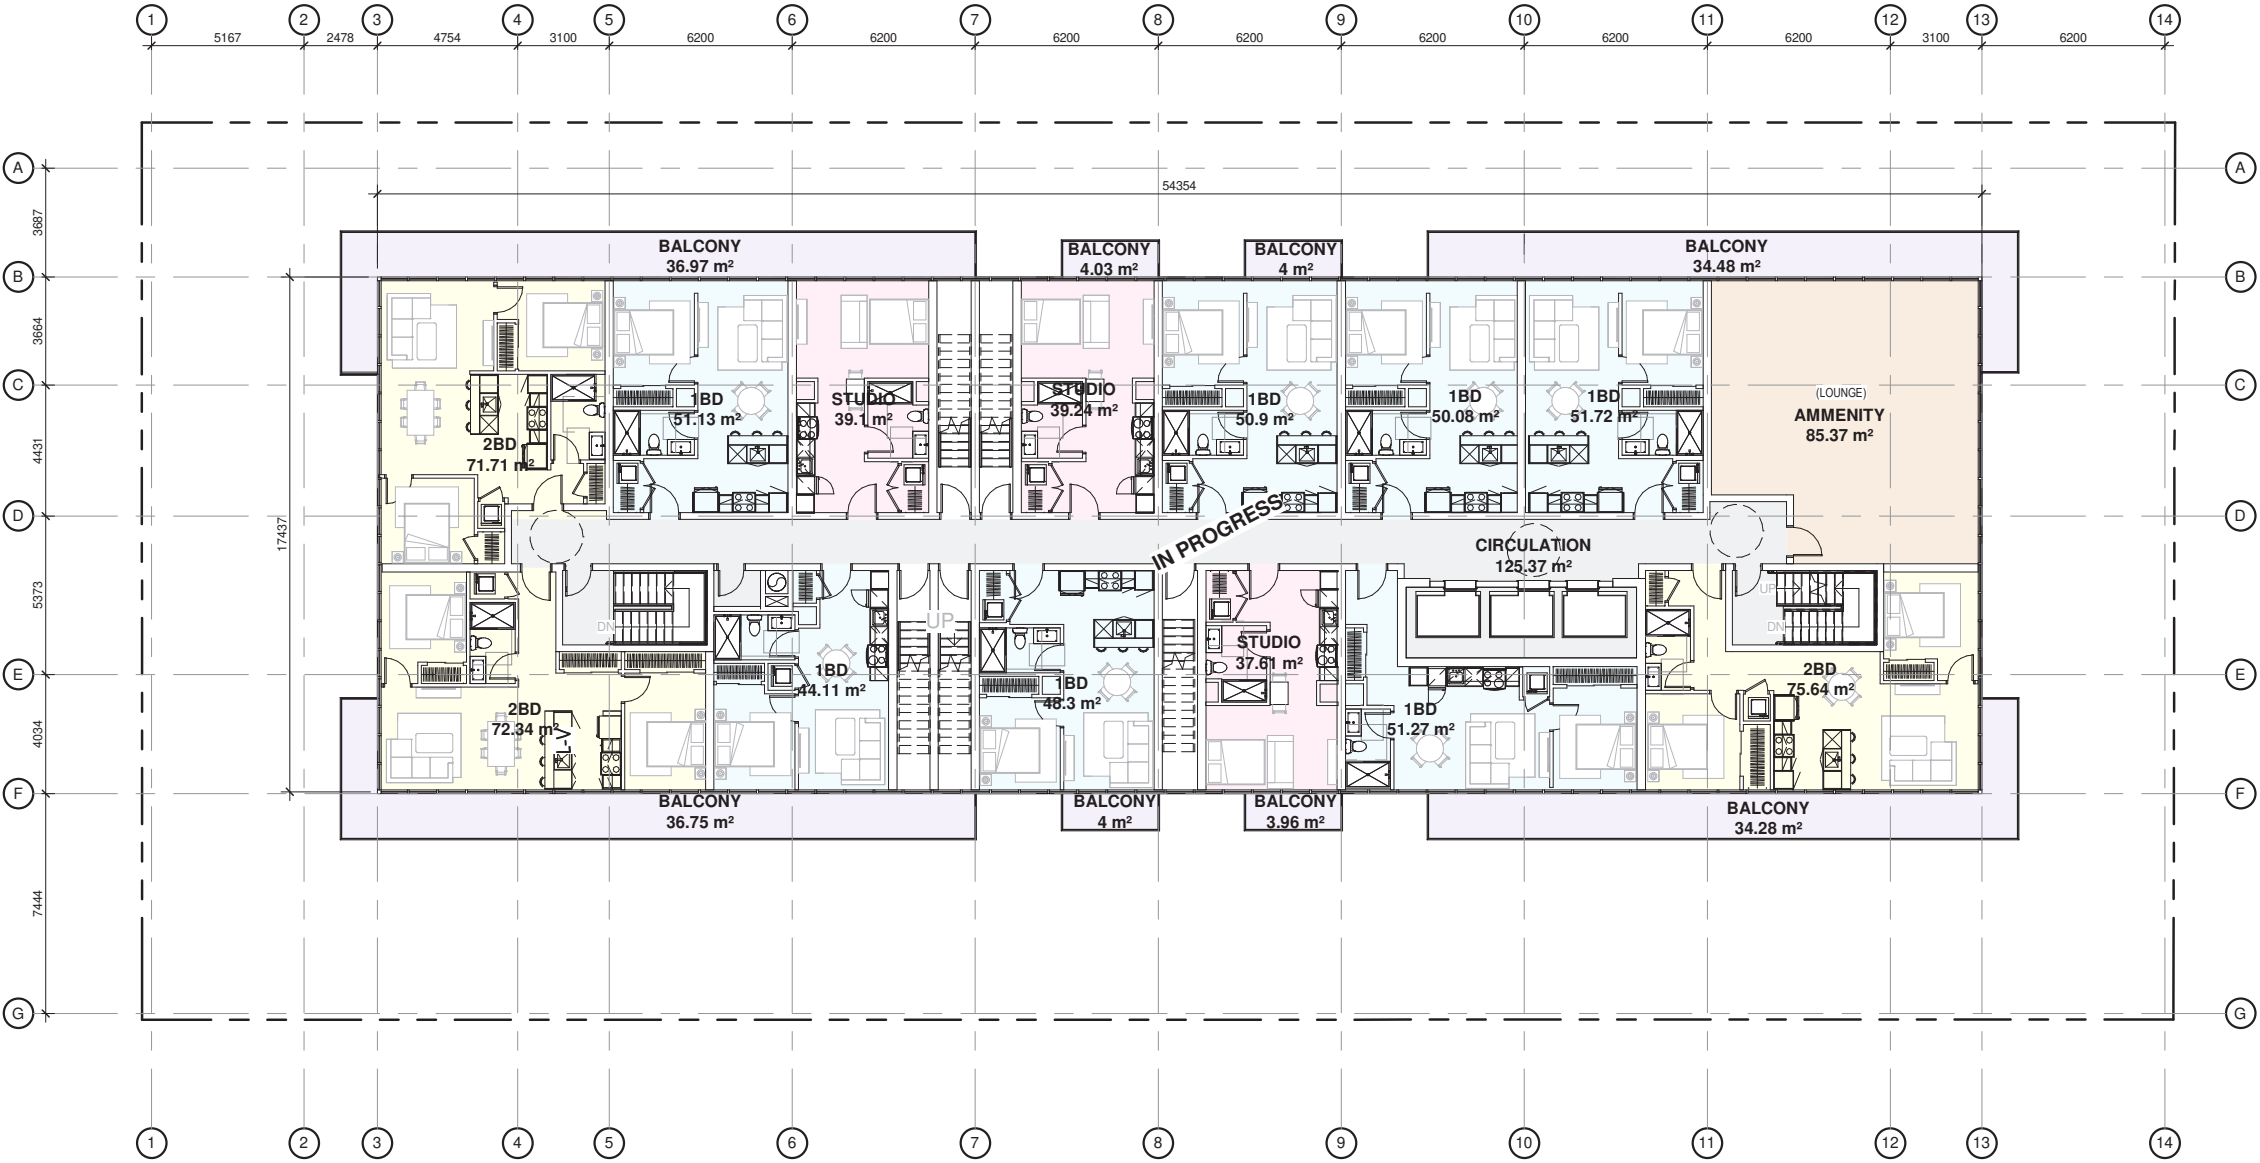 1 2 3 4 5 6 7 8 9 10 11 12 13 14
5167 2478 4754 3100 6200 6200 6200 6200 6200 6200 6200 3100 6200
A A
3687
54354
BALCONY
36.97 m²
BALCONY
4.03 m²
BALCONY
4 m²
BALCONY
34.48 m²
B B
3664
C C
2BD
71.71 m²
1BD
51.13 m²
STUDIO
39.1 m²
STUDIO
39.24 m²
1BD
50.9 m²
1BD
50.08 m²
1BD
51.72 m²
(LOUNGE)
AMMENITY
85.37 m²
4431
D D
17437
IN PROGRESS
CIRCULATION
125.37 m²
5373
DN
UP
UP
DN
E E
2BD
72.34 m²
L-V
1BD
44.11 m²
1BD
48.3 m²
STUDIO
37.61 m²
1BD
51.27 m²
2BD
75.64 m²
4034
F F
BALCONY
36.75 m²
BALCONY
4 m²
BALCONY
3.96 m²
BALCONY
34.28 m²
7444
G G
1 2 3 4 5 6 7 8 9 10 11 12 13 14